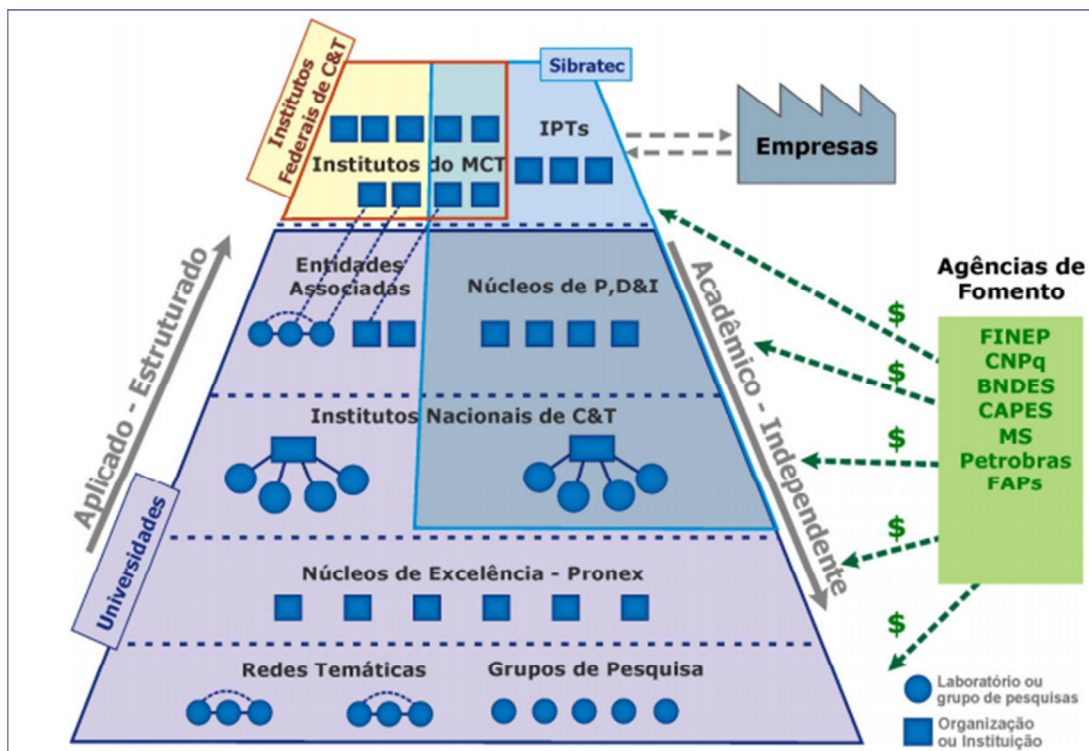 Institutos
Federais de C&T
Sibratec
IPTs
Institutos do MCT
Empresas
Aplicado - Estruturado
Acadêmico - Independente
Entidades
Associadas
Núcleos de P,D&I
Agências de
Fomento
$
$
$
$
$
FINEP
CNPq
BNDES
CAPES
MS
Petrobras
FAPs
Institutos Nacionais de C&T
Universidades
Núcleos de Excelência - Pronex
Redes Temáticas
Grupos de Pesquisa
Laboratório ou
grupo de pesquisas
Organização
ou Instituição